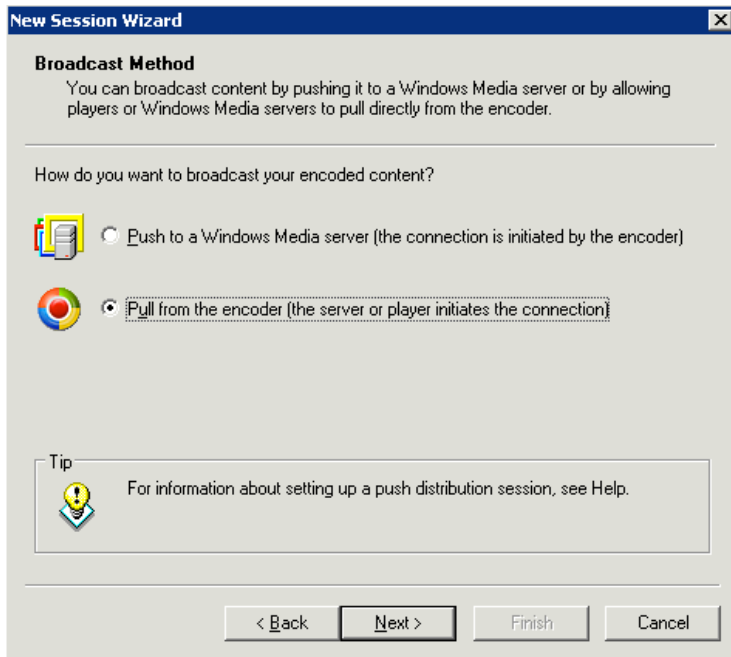 New Session Wizard
Broadcast Method
You can broadcast content by pushing it to a Windows Media server or by allowing
players or Windows Media servers to pull directly from the encoder.
How do you want to broadcast your encoded content?
Push to a Windows Media server (the connection is initiated by the encoder)
Pull from the encoder (the server or player initiates the connection)
Tip
For information about setting up a push distribution session, see Help.
< Back Next > Finish Cancel